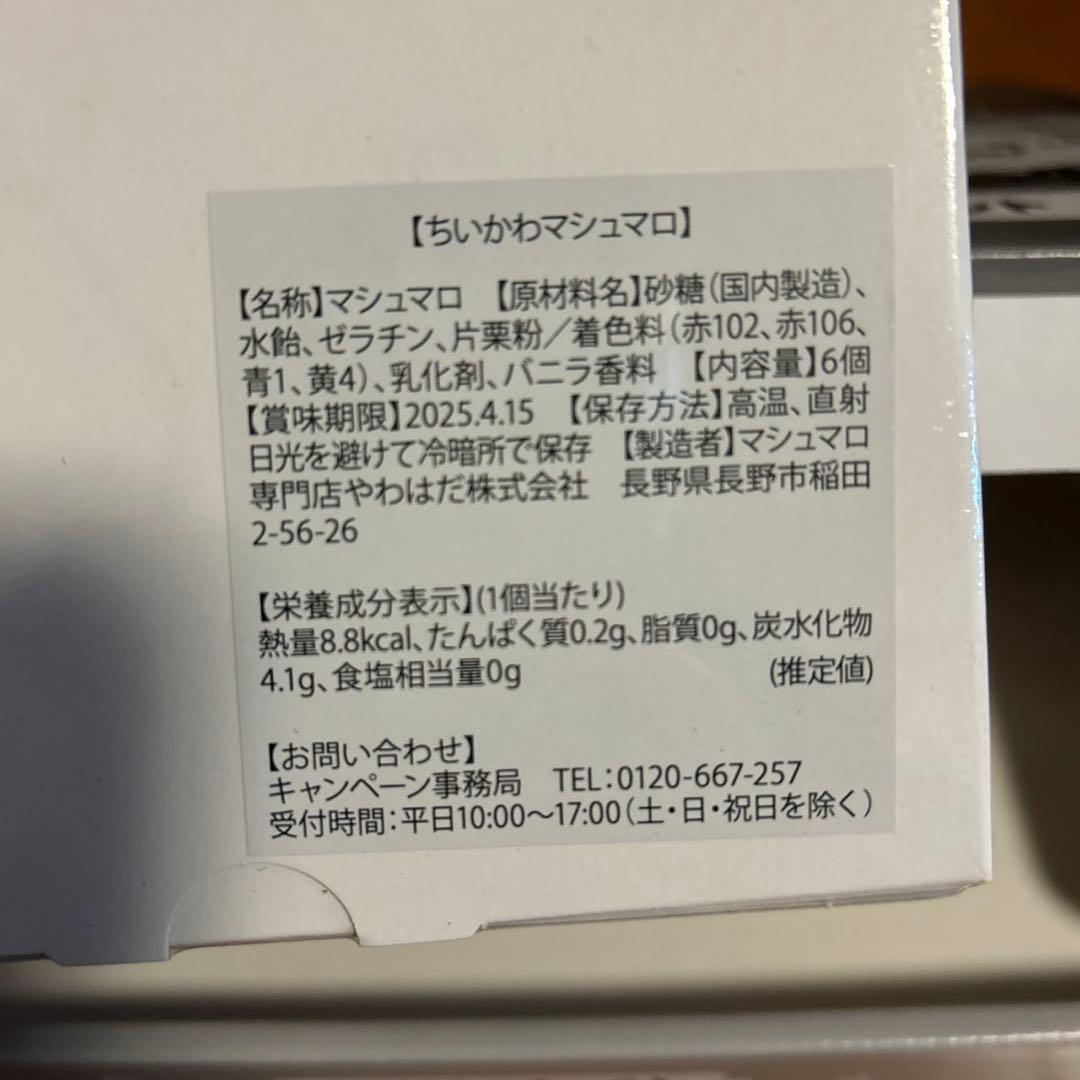 【ちいかわマシュマロ】
【名称】マシュマロ　【原材料名】砂糖（国内製造）、
水飴、ゼラチン、片栗粉／着色料（赤102、赤106、
青1、黄4）、乳化剤、バニラ香料　【内容量】6個
【賞味期限】2025.4.15　【保存方法】高温、直射
日光を避けて冷暗所で保存　【製造者】マシュマロ
専門店やわはだ株式会社　長野県長野市稲田
2-56-26
【栄養成分表示】(1個当たり)
熱量8.8kcal、たんぱく質0.2g、脂質0g、炭水化物
4.1g、食塩相当量0g　(推定値)
【お問い合わせ】
キャンペーン事務局　TEL：0120-667-257
受付時間：平日10:00～17:00（土・日・祝日を除く）